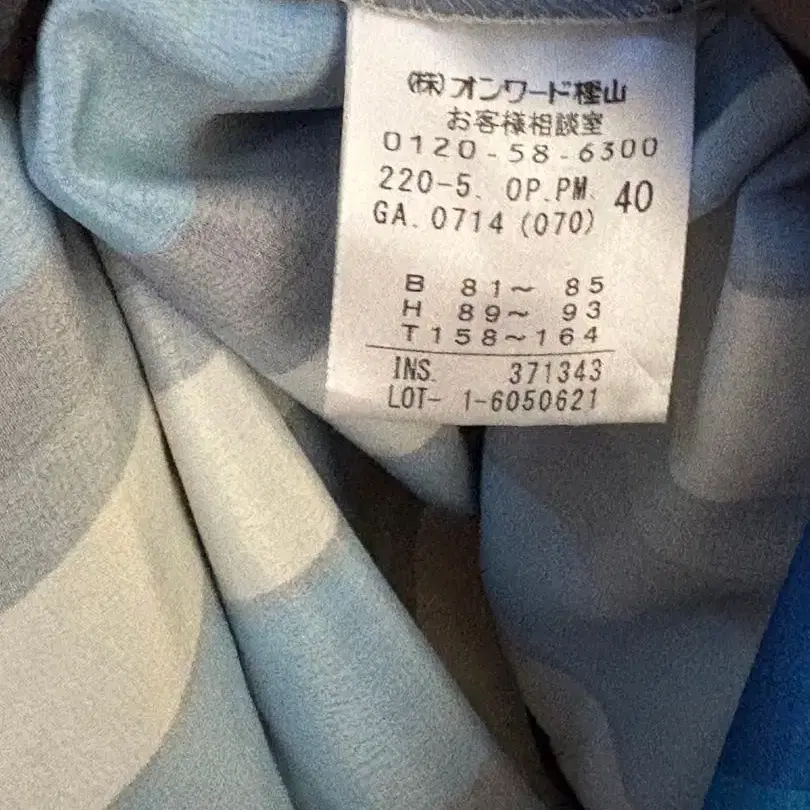 (株)オンワード樫山
お客様相談室
0120-58-6300
220-5. OP.PM. 40
GA. 0714 (070)
B 81~ 85
H 89~ 93
T158~164
INS. 371343
LOT- 1-6050621